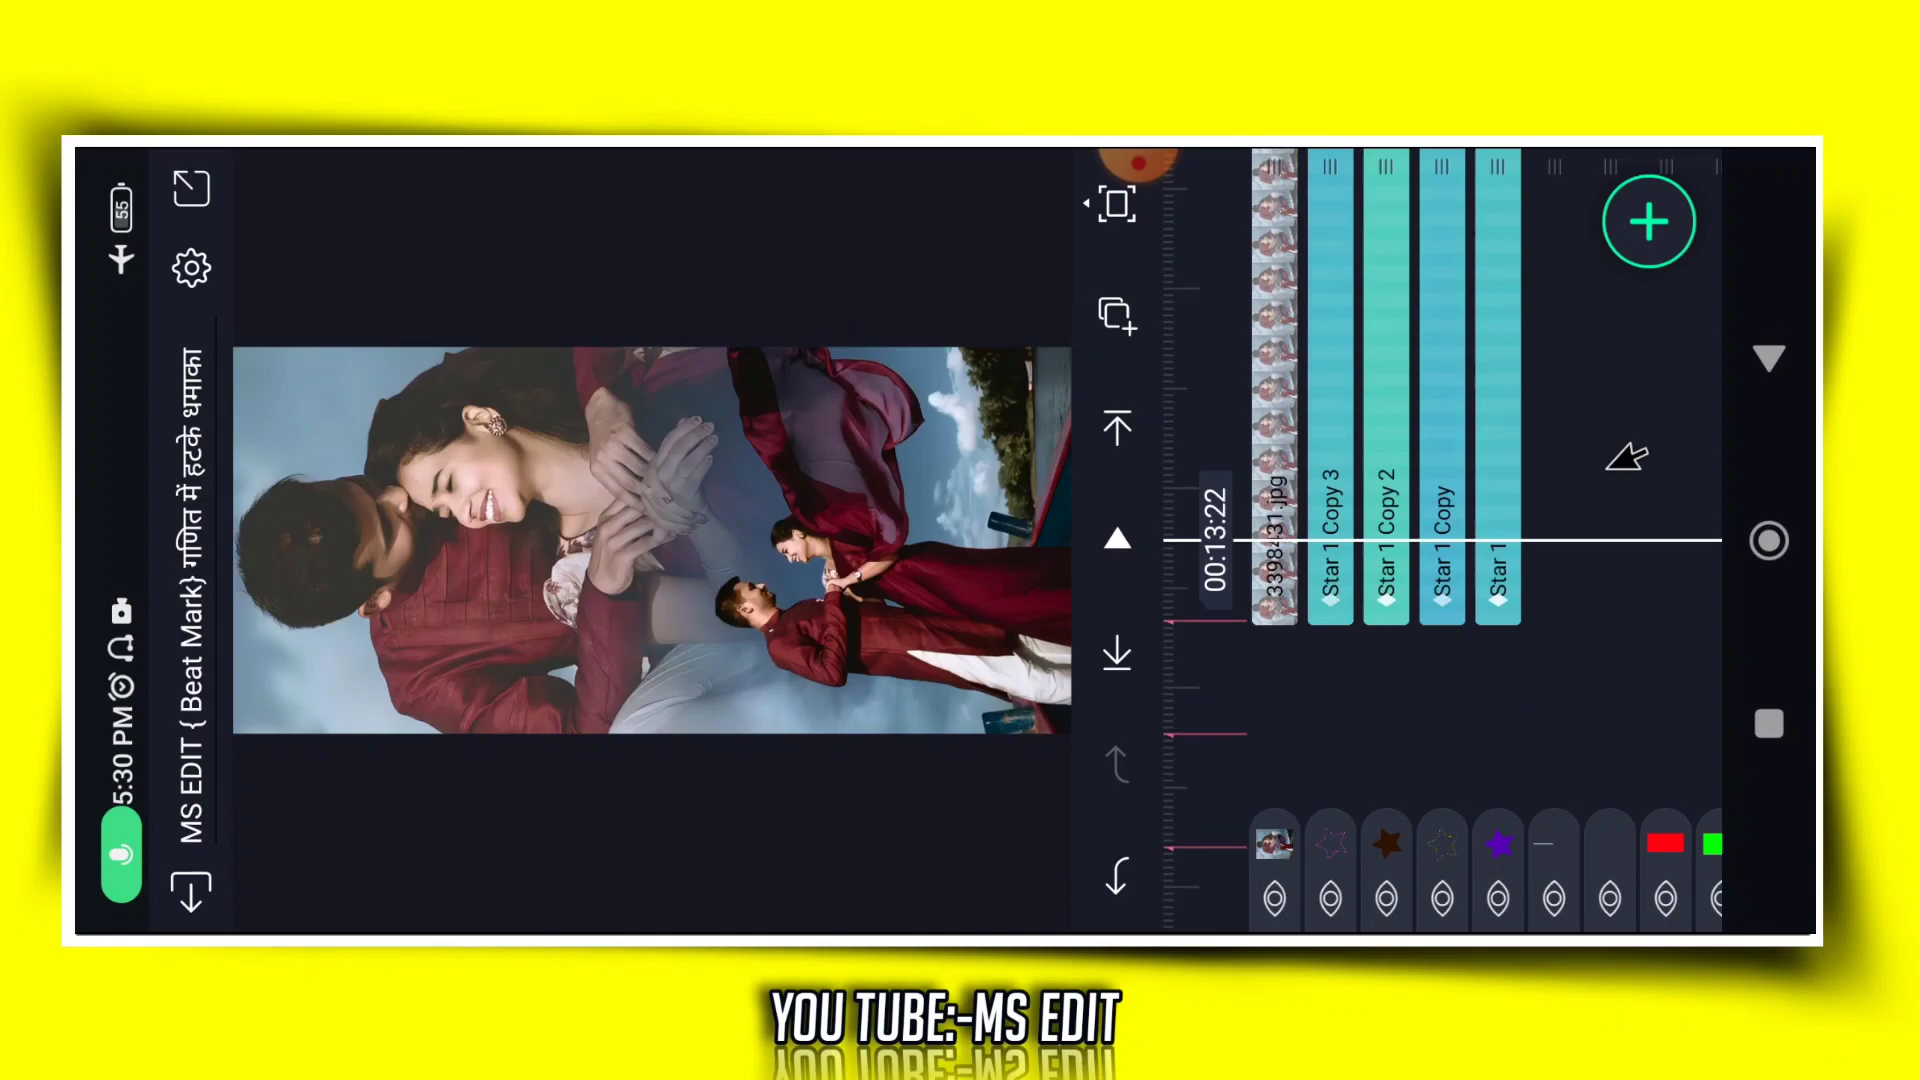 5:30 PM
55
MS EDIT { Beat Mark} गणित में हटके धमाका
00:13:22
3398431.jpg
Star 1 Copy 3
Star 1 Copy 2
Star 1 Copy
Star 1
YOU TUBE:-MS EDIT